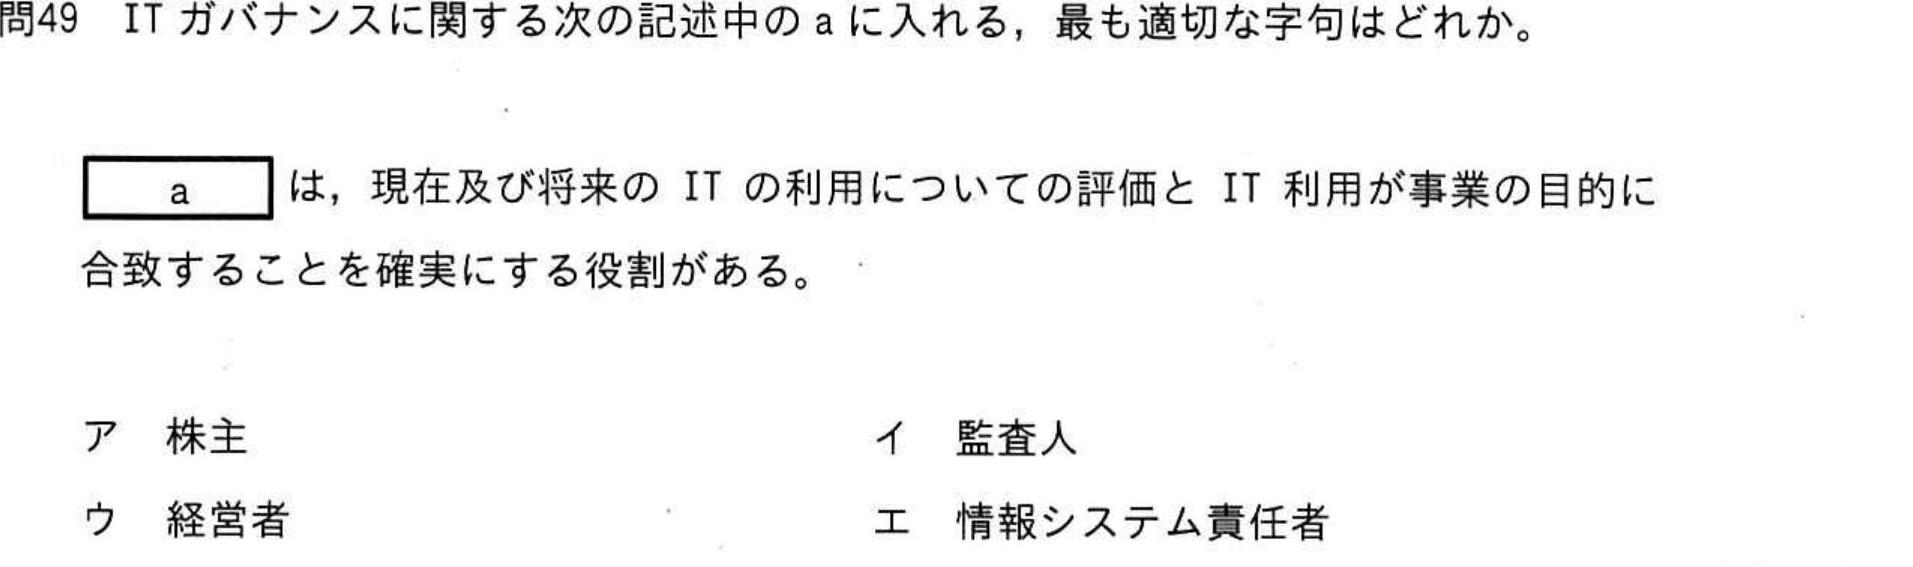 問49 ITガバナンスに関する次の記述中のaに入れる，最も適切な字句はどれか。
a は，現在及び将来の IT の利用についての評価と IT 利用が事業の目的に
合致することを確実にする役割がある。
ア 株主 イ 監査人
ウ 経営者 エ 情報システム責任者